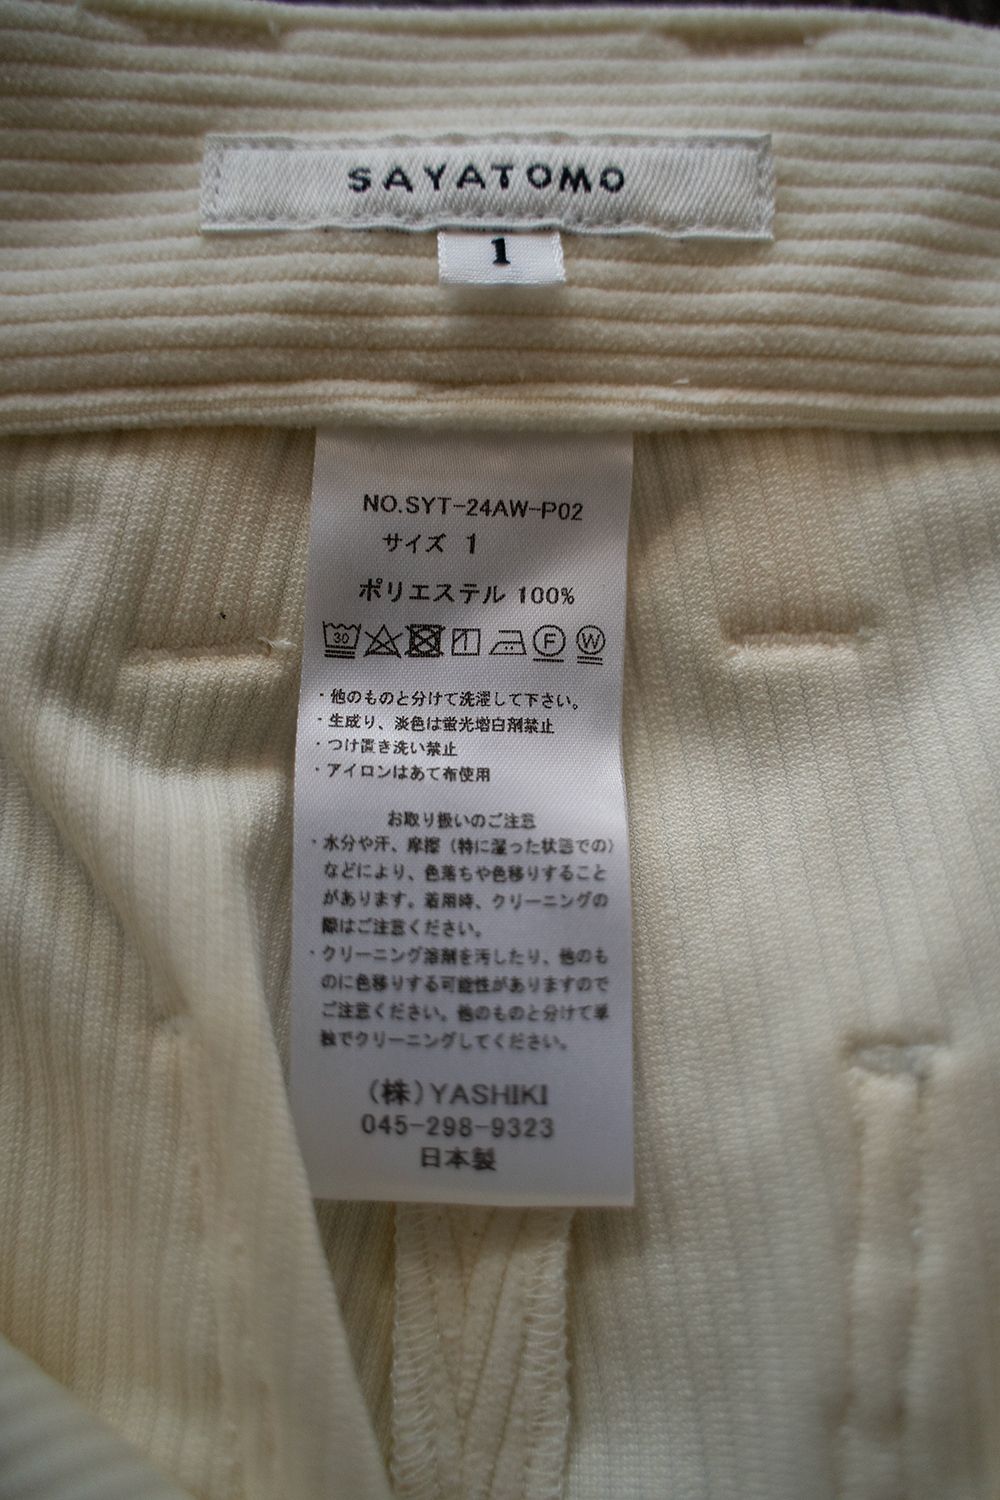 SAYATOMO
1
NO.SYT-24AW-P02
サイズ 1
ポリエステル 100%
30 F W
・他のものと分けて洗濯して下さい。
・生成り、淡色は蛍光増白剤禁止
・つけ置き洗い禁止
・アイロンはあて布使用
お取り扱いのご注意
・水分や汗、摩擦（特に湿った状態での）
などにより、色落ちや色移りすること
があります。着用時、クリーニングの
際はご注意ください。
・クリーニング溶剤を汚したり、他のも
のに色移りする可能性がありますので
ご注意ください。他のものと分けて単
独でクリーニングしてください。
（株）YASHIKI
045-298-9323
日本製